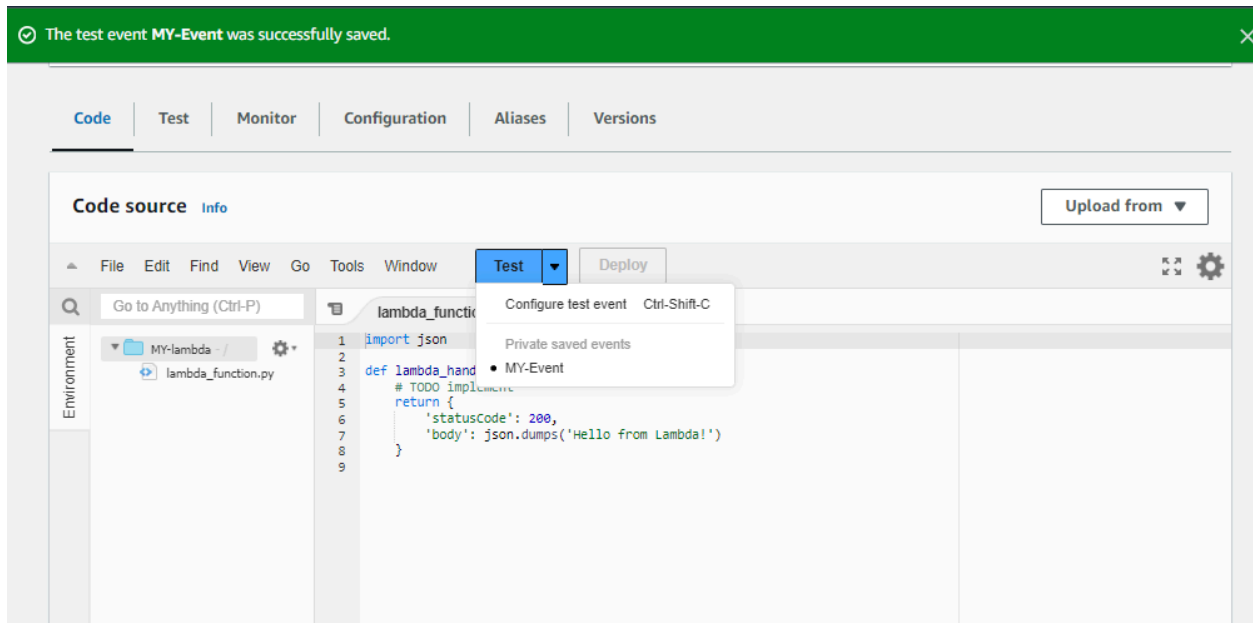 The test event MY-Event was successfully saved.
Code Test Monitor Configuration Aliases Versions
Code source Info
Upload from
File Edit Find View Go Tools Window Test Deploy
Go to Anything (Ctrl-P)
lambda_functi
Configure test event Ctrl-Shift-C
Private saved events
MY-Event
Environment
MY-lambda - /
lambda_function.py
1 import json
2
3 def lambda_hand
4 # TODO implement
5 return {
6 'statusCode': 200,
7 'body': json.dumps('Hello from Lambda!')
8 }
9